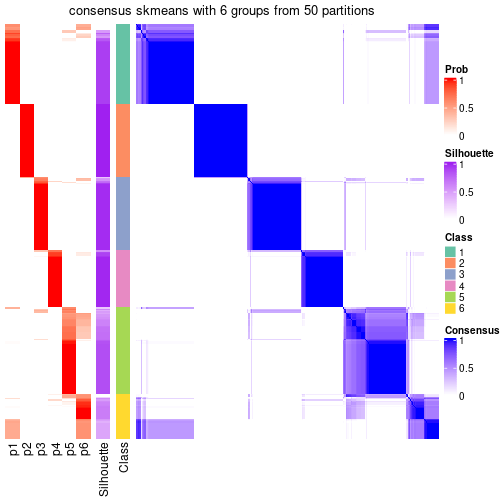 consensus skmeans with 6 groups from 50 partitions
Prob
1
0.5
0
Silhouette
1
0.5
0
Class
1
2
3
4
5
6
Consensus
1
0.5
0
p1
p2
p3
p4
p5
p6
Silhouette
Class